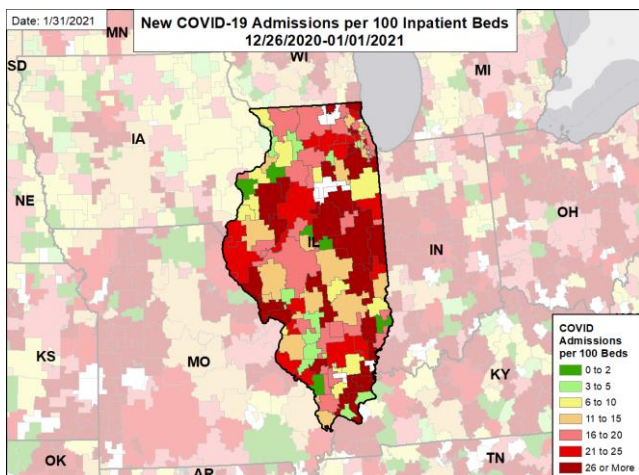 Date: 1/31/2021
New COVID-19 Admissions per 100 Inpatient Beds
12/26/2020-01/01/2021
MN
SD
WI
MI
IA
NE
OH
IL
IN
KS
MO
KY
OK
AR
TN
COVID
Admissions
per 100 Beds
0 to 2
3 to 5
6 to 10
11 to 15
16 to 20
21 to 25
26 or More